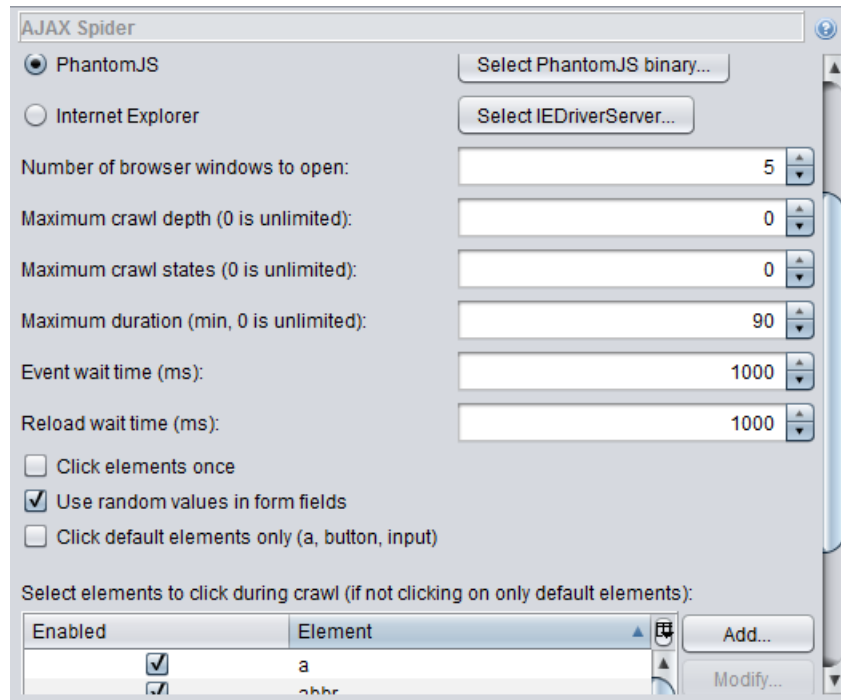 AJAX Spider
PhantomJS Select PhantomJS binary...
Internet Explorer Select IEDriverServer...
Number of browser windows to open: 5
Maximum crawl depth (0 is unlimited): 0
Maximum crawl states (0 is unlimited): 0
Maximum duration (min, 0 is unlimited): 90
Event wait time (ms): 1000
Reload wait time (ms): 1000
Click elements once
Use random values in form fields
Click default elements only (a, button, input)
Select elements to click during crawl (if not clicking on only default elements):
Enabled Element Add...
a
abbr Modify...